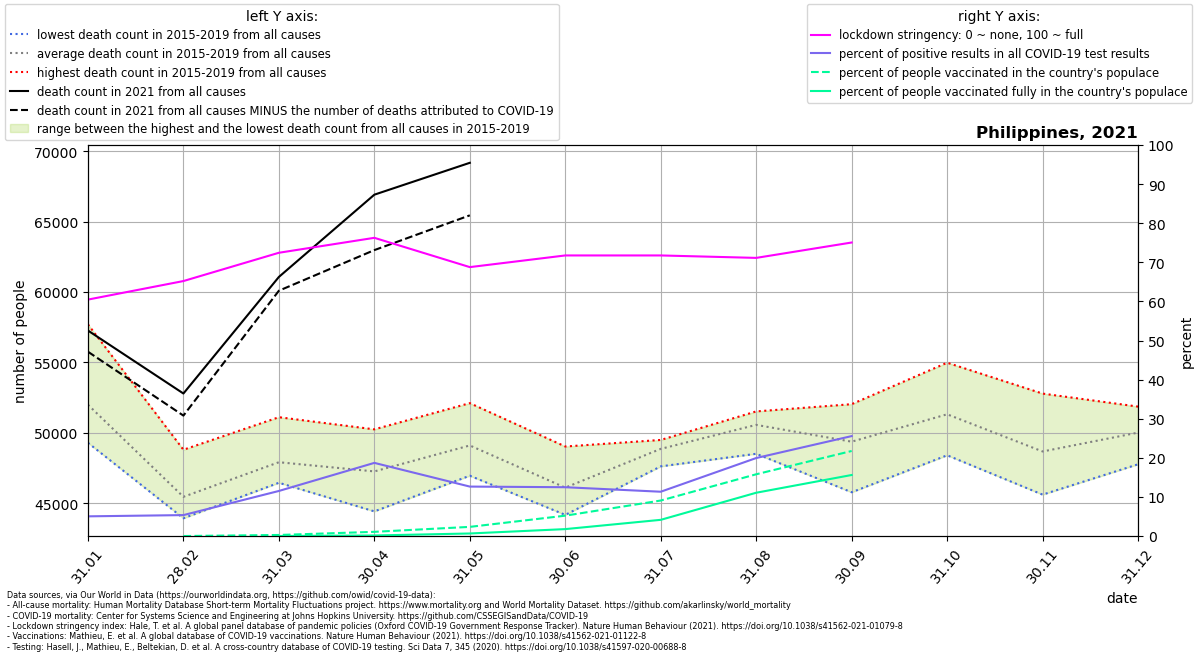 left Y axis:
lowest death count in 2015-2019 from all causes
average death count in 2015-2019 from all causes
highest death count in 2015-2019 from all causes
death count in 2021 from all causes
death count in 2021 from all causes MINUS the number of deaths attributed to COVID-19
range between the highest and the lowest death count from all causes in 2015-2019
right Y axis:
lockdown stringency: 0 ~ none, 100 ~ full
percent of positive results in all COVID-19 test results
percent of people vaccinated in the country's populace
percent of people vaccinated fully in the country's populace
Philippines, 2021
70000
65000
60000
55000
50000
45000
number of people
100
90
80
70
60
50
40
30
20
10
0
percent
31.01
28.02
31.03
30.04
31.05
30.06
31.07
31.08
30.09
31.10
30.11
31.12
date
Data sources, via Our World in Data (https://ourworldindata.org, https://github.com/owid/covid-19-data):
- All-cause mortality: Human Mortality Database Short-term Mortality Fluctuations project. https://www.mortality.org and World Mortality Dataset. https://github.com/akarlinsky/world_mortality
- COVID-19 mortality: Center for Systems Science and Engineering at Johns Hopkins University. https://github.com/CSSEGISandData/COVID-19
- Lockdown stringency index: Hale, T. et al. A global panel database of pandemic policies (Oxford COVID-19 Government Response Tracker). Nature Human Behaviour (2021). https://doi.org/10.1038/s41562-021-01079-8
- Vaccinations: Mathieu, E. et al. A global database of COVID-19 vaccinations. Nature Human Behaviour (2021). https://doi.org/10.1038/s41562-021-01122-8
- Testing: Hasell, J., Mathieu, E., Beltekian, D. et al. A cross-country database of COVID-19 testing. Sci Data 7, 345 (2020). https://doi.org/10.1038/s41597-020-00688-8